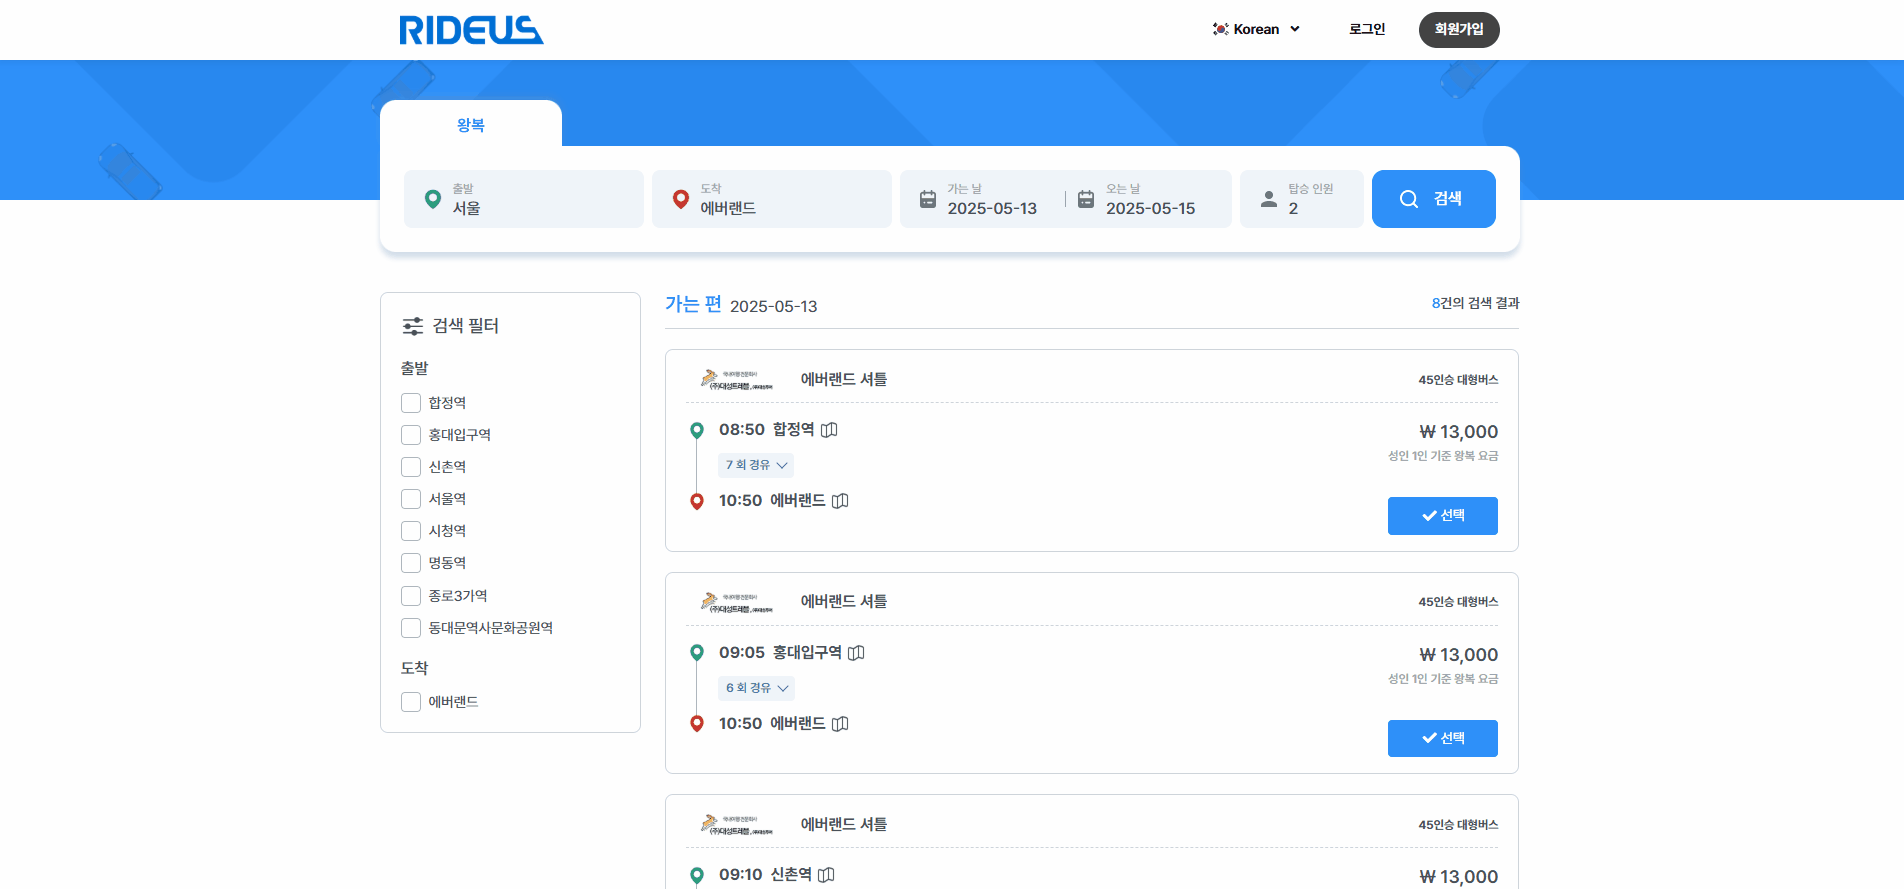 RIDEUS
Korean
로그인
회원가입
왕복
출발
서울
도착
에버랜드
가는 날
2025-05-13
오는 날
2025-05-15
탑승 인원
2
검색
검색 필터
출발
합정역
홍대입구역
신촌역
서울역
시청역
명동역
종로3가역
동대문역사문화공원역
도착
에버랜드
가는 편 2025-05-13
8건의 검색 결과
(주)대성트래블
에버랜드 셔틀
45인승 대형버스
08:50 합정역
7 회 경유
10:50 에버랜드
₩ 13,000
성인 1인 기준 왕복 요금
선택
(주)대성트래블
에버랜드 셔틀
45인승 대형버스
09:05 홍대입구역
6 회 경유
10:50 에버랜드
₩ 13,000
성인 1인 기준 왕복 요금
선택
(주)대성트래블
에버랜드 셔틀
45인승 대형버스
09:10 신촌역
₩ 13,000